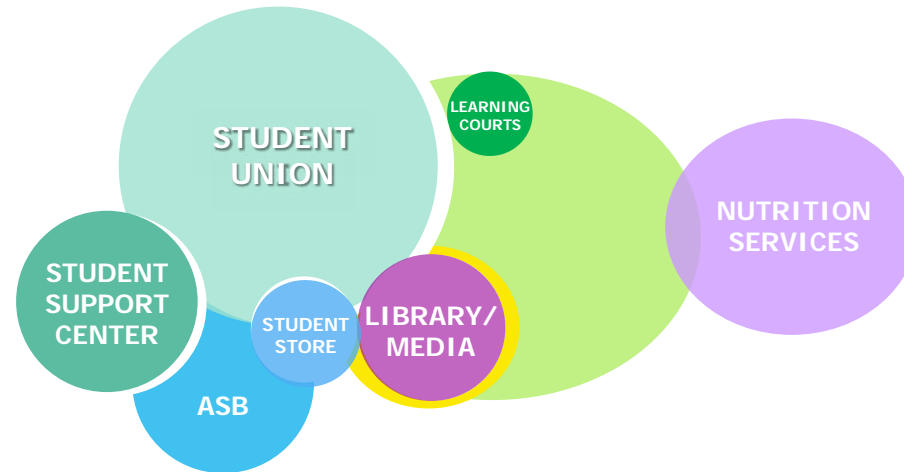 LEARNING
COURTS
STUDENT
UNION
NUTRITION
SERVICES
STUDENT
SUPPORT
CENTER
STUDENT
STORE
LIBRARY/
MEDIA
ASB